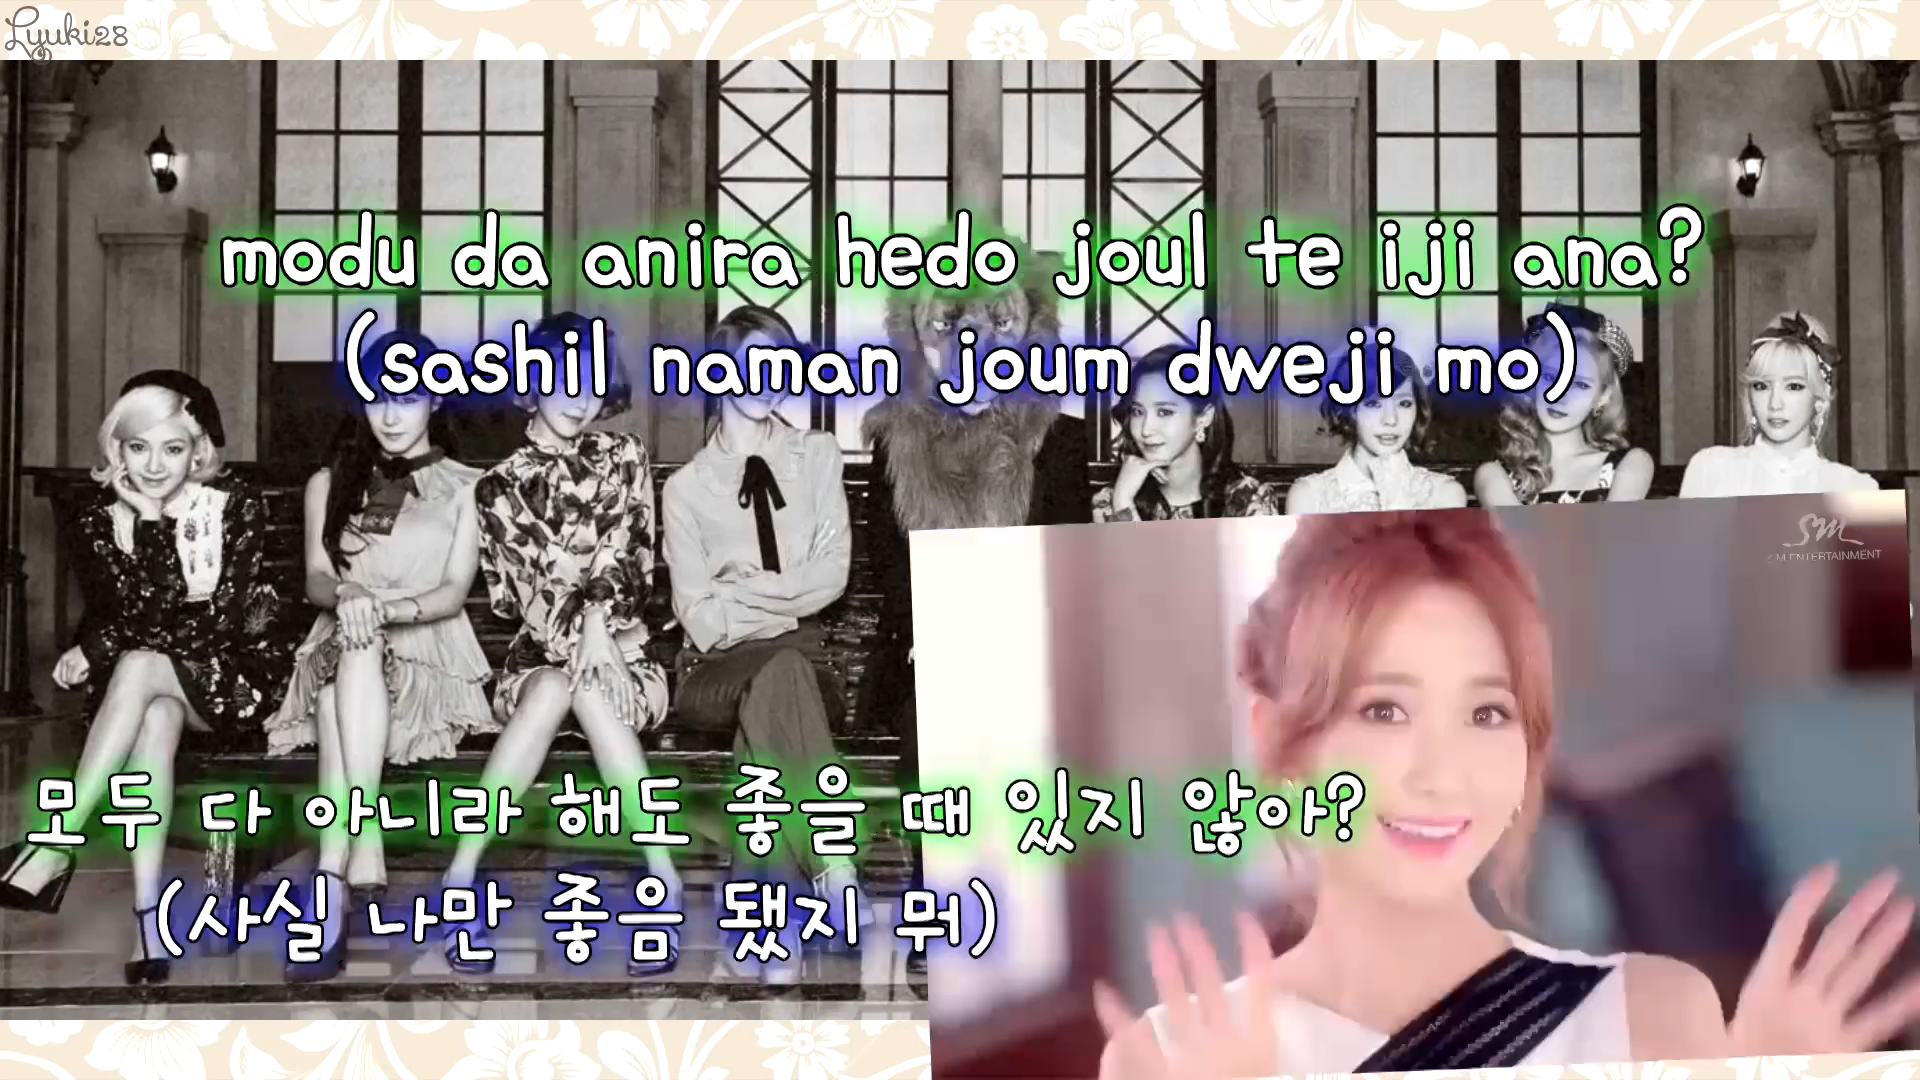 Lyuki28
modu da anira hedo joul te iji ana?
(sashil naman joum dweji mo)
SM
S.M.ENTERTAINMENT
모두 다 아니라 해도 좋을 때 있지 않아?
(사실 나만 좋음 됐지 뭐)